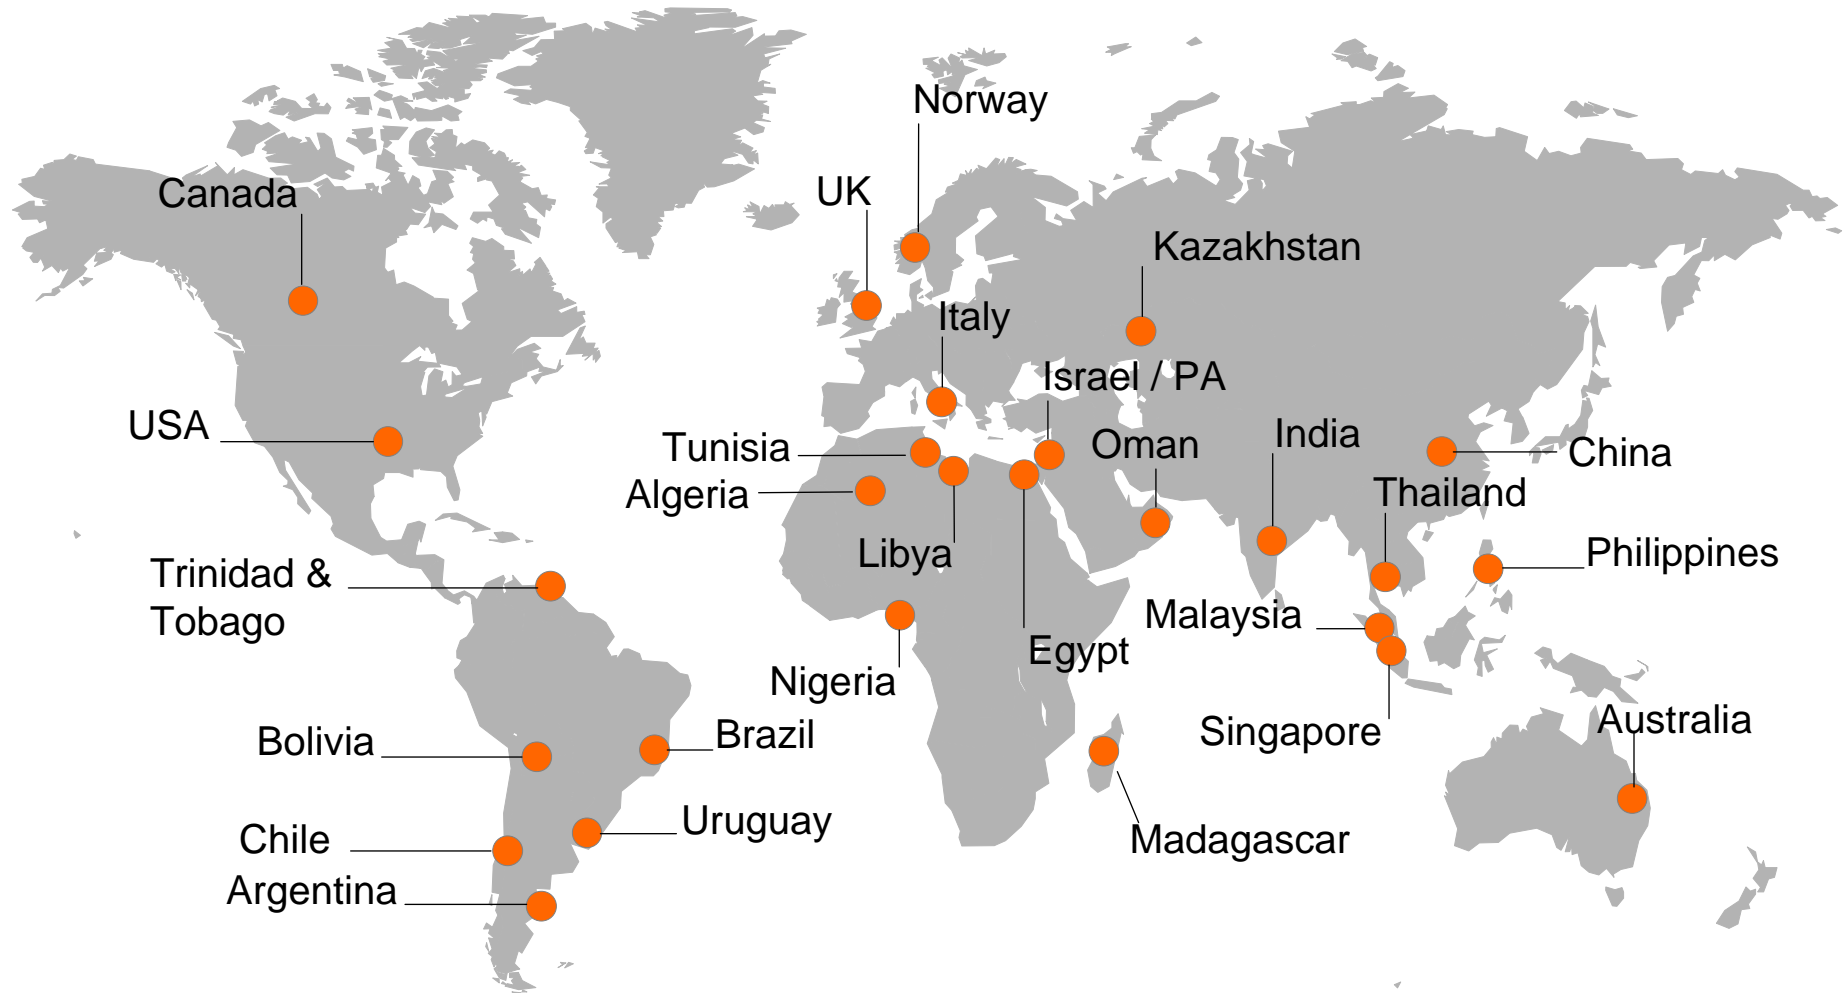 Norway
Canada
UK
Kazakhstan
Italy
Israel / PA
USA
Tunisia
Oman
India
China
Algeria
Thailand
Libya
Philippines
Trinidad &
Tobago
Malaysia
Egypt
Nigeria
Singapore
Australia
Bolivia
Brazil
Uruguay
Chile
Madagascar
Argentina